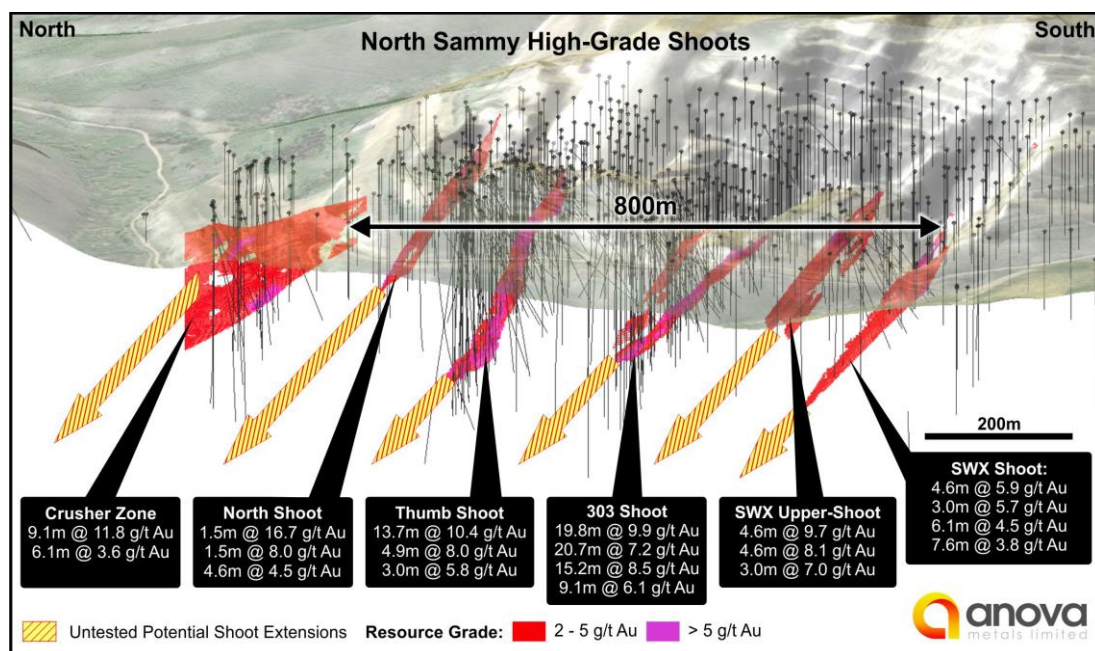 North
South
North Sammy High-Grade Shoots
800m
200m
Crusher Zone
9.1m @ 11.8 g/t Au
6.1m @ 3.6 g/t Au
North Shoot
1.5m @ 16.7 g/t Au
1.5m @ 8.0 g/t Au
4.6m @ 4.5 g/t Au
Thumb Shoot
13.7m @ 10.4 g/t Au
4.9m @ 8.0 g/t Au
3.0m @ 5.8 g/t Au
303 Shoot
19.8m @ 9.9 g/t Au
20.7m @ 7.2 g/t Au
15.2m @ 8.5 g/t Au
9.1m @ 6.1 g/t Au
SWX Upper-Shoot
4.6m @ 9.7 g/t Au
4.6m @ 8.1 g/t Au
3.0m @ 7.0 g/t Au
SWX Shoot:
4.6m @ 5.9 g/t Au
3.0m @ 5.7 g/t Au
6.1m @ 4.5 g/t Au
7.6m @ 3.8 g/t Au
Untested Potential Shoot Extensions Resource Grade: 2 - 5 g/t Au > 5 g/t Au
anova
metals limited